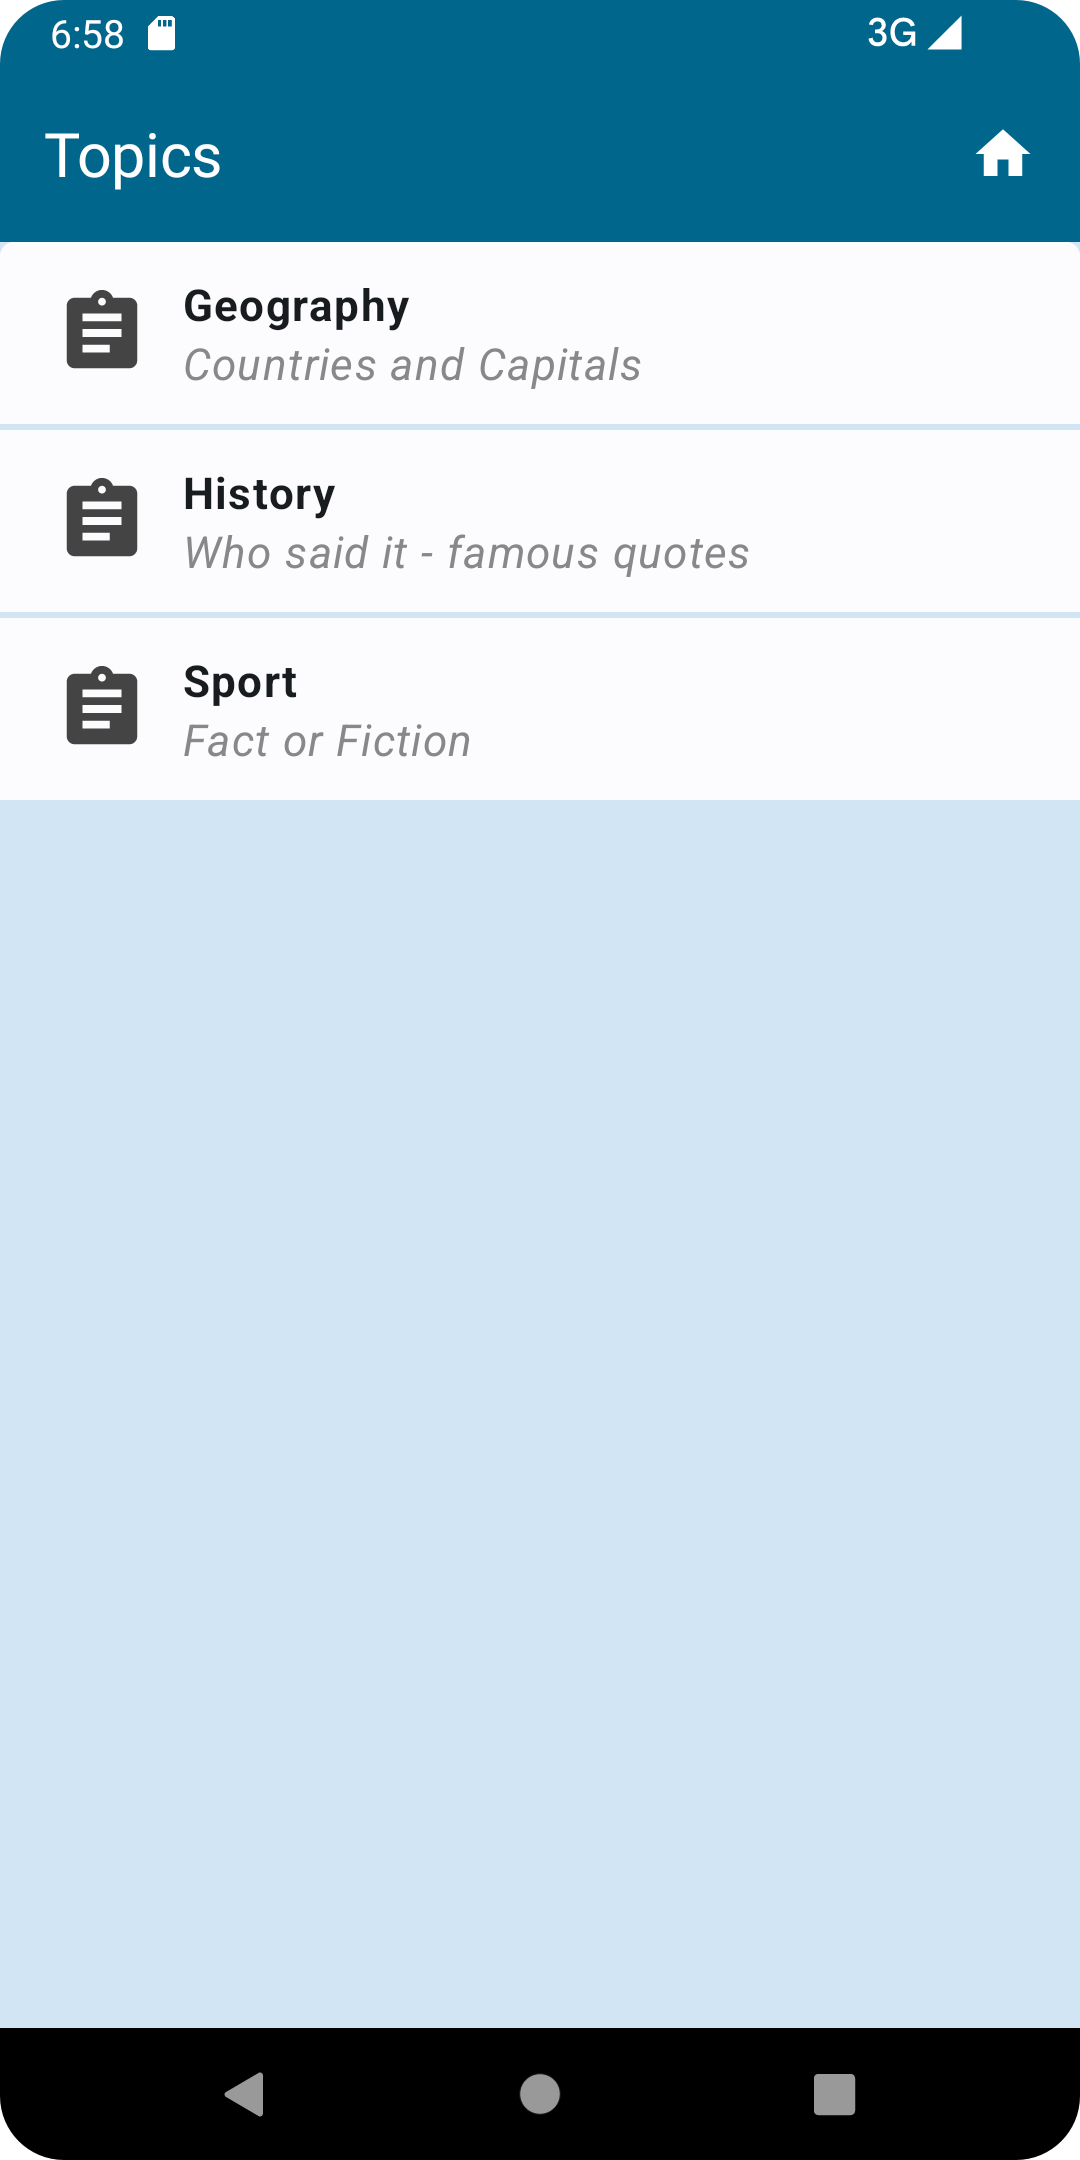 6:58 3G
Topics
Geography
Countries and Capitals
History
Who said it - famous quotes
Sport
Fact or Fiction